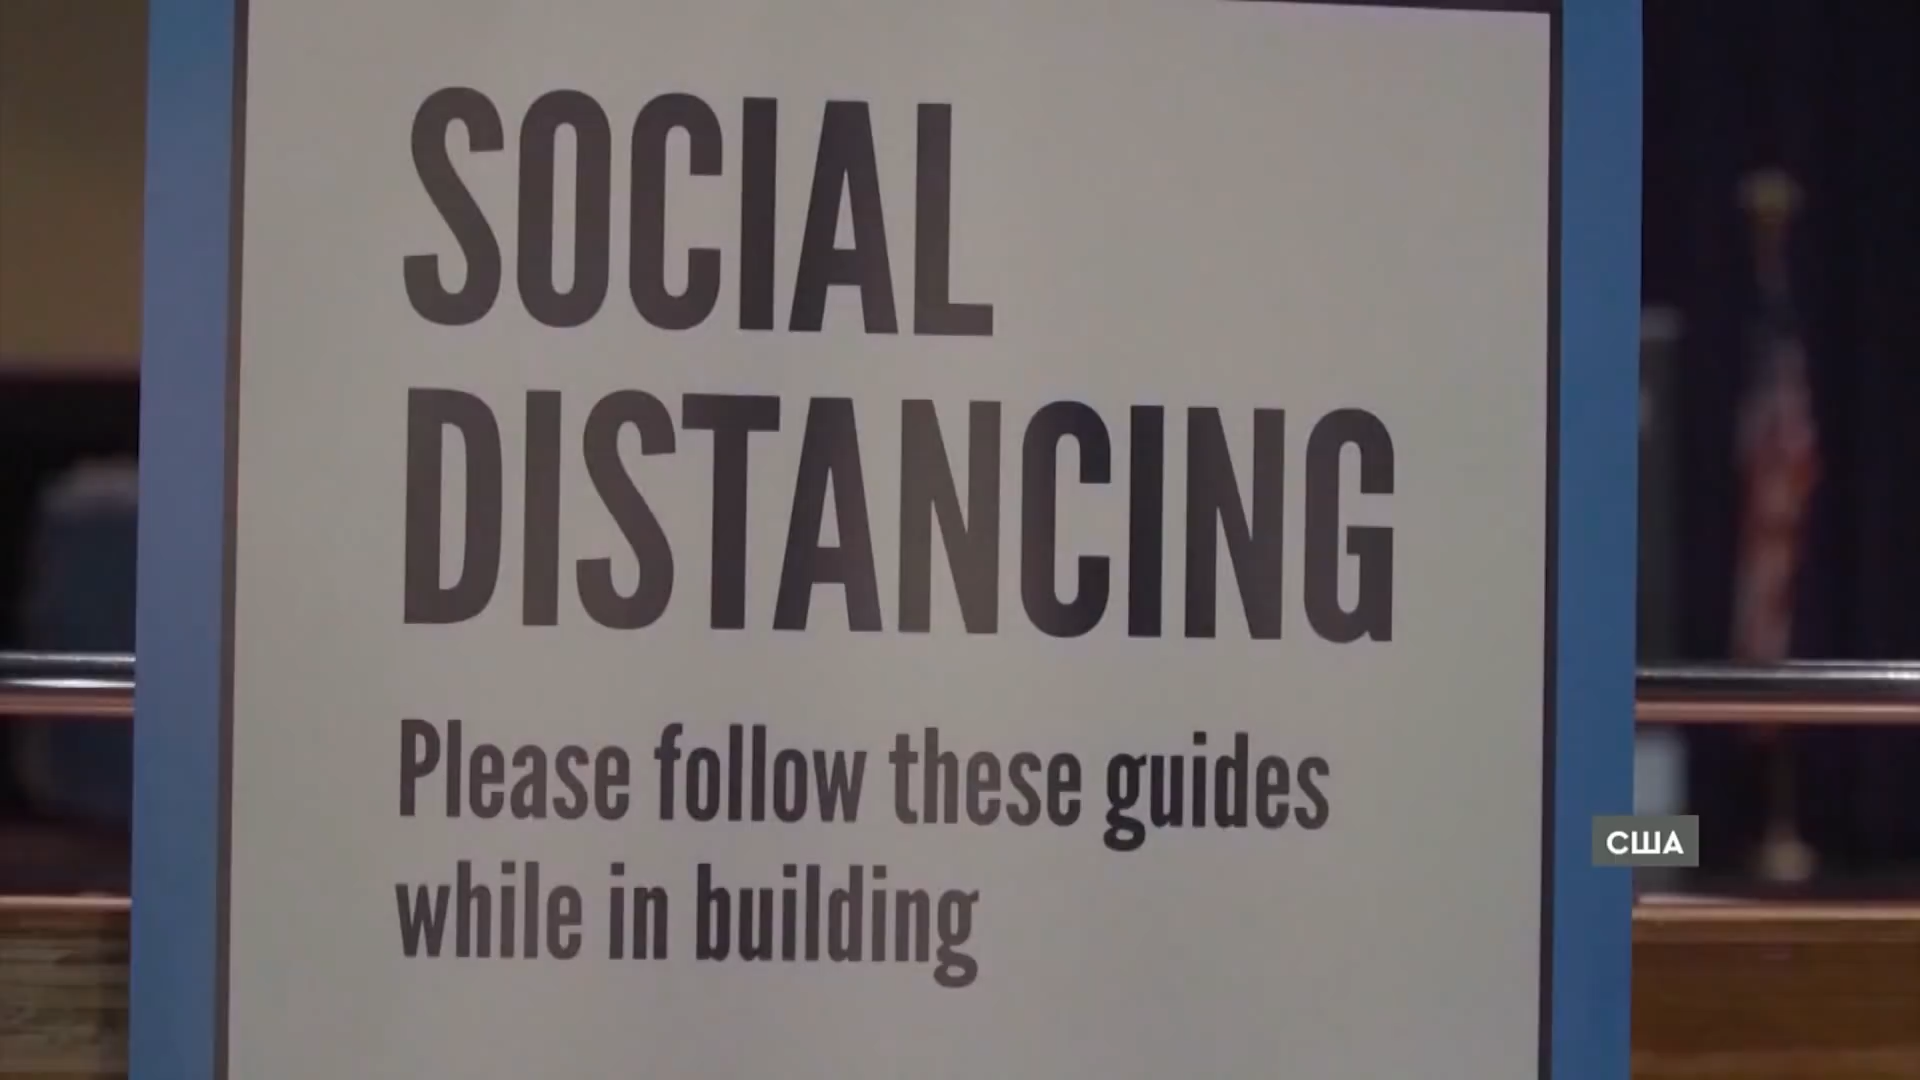 SOCIAL
DISTANCING
Please follow these guides
while in building
США